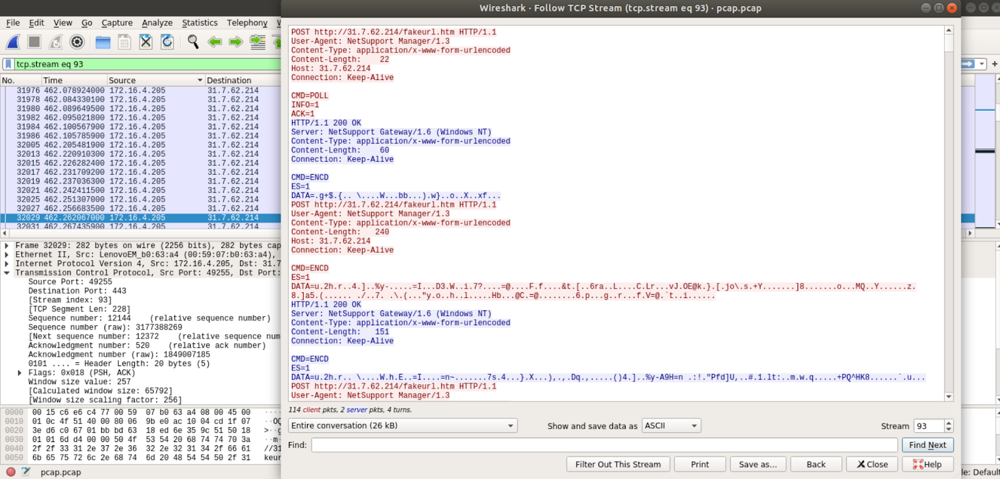 Wireshark · Follow TCP Stream (tcp.stream eq 93) · pcap.pcap
File Edit View Go Capture Analyze Statistics Telephony
tcp.stream eq 93
No. Time Source Destination
31976 462.078924000 172.16.4.205 31.7.62.214
31978 462.084330100 172.16.4.205 31.7.62.214
31980 462.089649500 172.16.4.205 31.7.62.214
31982 462.095021800 172.16.4.205 31.7.62.214
31984 462.100567900 172.16.4.205 31.7.62.214
31986 462.105785900 172.16.4.205 31.7.62.214
32005 462.205481900 172.16.4.205 31.7.62.214
32013 462.220910300 172.16.4.205 31.7.62.214
32015 462.226282400 172.16.4.205 31.7.62.214
32017 462.231709200 172.16.4.205 31.7.62.214
32019 462.237036300 172.16.4.205 31.7.62.214
32021 462.242411500 172.16.4.205 31.7.62.214
32025 462.251307000 172.16.4.205 31.7.62.214
32027 462.256683500 172.16.4.205 31.7.62.214
32029 462.262067000 172.16.4.205 31.7.62.214
32031 462.267435900 172.16.4.205 31.7.62.214
Frame 32029: 282 bytes on wire (2256 bits), 282 bytes cap
Ethernet II, Src: LenovoEM_b0:63:a4 (00:59:07:b0:63:a4),
Internet Protocol Version 4, Src: 172.16.4.205, Dst: 31.7
Transmission Control Protocol, Src Port: 49255, Dst Port:
Source Port: 49255
Destination Port: 443
[Stream index: 93]
[TCP Segment Len: 228]
Sequence number: 12144 (relative sequence number)
Sequence number (raw): 3177388269
[Next sequence number: 12372 (relative sequence num
Acknowledgment number: 520 (relative ack number)
Acknowledgment number (raw): 1849007185
0101 .... = Header Length: 20 bytes (5)
Flags: 0x018 (PSH, ACK)
Window size value: 257
[Calculated window size: 65792]
[Window size scaling factor: 256]
0000 00 15 c6 e6 c4 77 00 59 07 b0 63 a4 08 00 45 00
0010 01 0c 4f 51 40 00 80 06 9b e0 ac 10 04 cd 1f 07 ··OQ
0020 3e d6 c0 67 01 bb bd 63 18 ed 6e 35 9c 51 50 18 >··g
0030 01 01 6d d4 00 00 50 4f 53 54 20 68 74 74 70 3a ··m·
0040 2f 2f 33 31 2e 37 2e 36 32 2e 32 31 34 2f 66 61 //31
0050 6b 65 75 72 6c 2e 68 74 6d 20 48 54 54 50 2f 31 keur
pcap.pcap
POST http://31.7.62.214/fakeurl.htm HTTP/1.1
User-Agent: NetSupport Manager/1.3
Content-Type: application/x-www-form-urlencoded
Content-Length: 22
Host: 31.7.62.214
Connection: Keep-Alive
CMD=POLL
INFO=1
ACK=1
HTTP/1.1 200 OK
Server: NetSupport Gateway/1.6 (Windows NT)
Content-Type: application/x-www-form-urlencoded
Content-Length: 60
Connection: Keep-Alive
CMD=ENCD
ES=1
DATA=.g+$.{.. \....W...bb...).w}..o..X..xf...
POST http://31.7.62.214/fakeurl.htm HTTP/1.1
User-Agent: NetSupport Manager/1.3
Content-Type: application/x-www-form-urlencoded
Content-Length: 240
Host: 31.7.62.214
Connection: Keep-Alive
CMD=ENCD
ES=1
DATA=u.2h.r..4.]..%y-.....=I...D3.W..i.7?....=@....F.f....&t.[..6ra..L....C.Lr...vJ.OE@k.}.[.jo\.s.+Y.......]8.......o...MQ..Y......z.
8.]a5.(...... ./..7. .\.(..."y.o..h..l.....Hb...@C.=@........6.p...g..r...f.V=@.`t..i......
HTTP/1.1 200 OK
Server: NetSupport Gateway/1.6 (Windows NT)
Content-Type: application/x-www-form-urlencoded
Content-Length: 151
Connection: Keep-Alive
CMD=ENCD
ES=1
DATA=u.2h.r.. \....W.h.E..=I....=n~.......7s.4...}.X...),.,.Dq.,.....()4.]..%y-A9H=n .:!."Pfd]U,..#.1.lt:..m.w.q.....+PQ^HK8......`.u...
POST http://31.7.62.214/fakeurl.htm HTTP/1.1
User-Agent: NetSupport Manager/1.3
114 client pkts, 2 server pkts, 4 turns.
Entire conversation (26 kB) Show and save data as ASCII Stream 93
Find: Find Next
Filter Out This Stream Print Save as... Back Close Help
le: Default